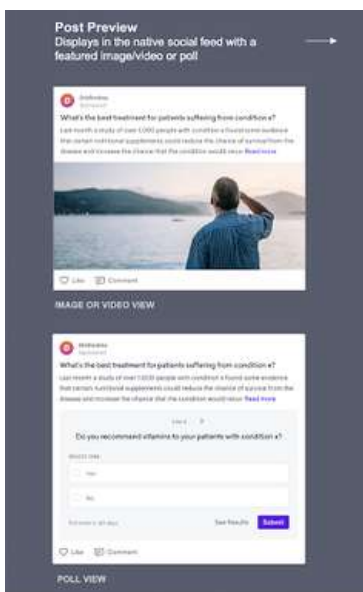 Post Preview
Displays in the native social feed with a
featured image/video or poll
What's the best treatment for patients suffering from condition x?
Last month a study of over 1,000 people with condition x found some evidence
that certain nutritional supplements could reduce the chance of survival from the
disease and increase the chance that the condition would recur Read more
Like Comment
IMAGE OR VIDEO VIEW
Sponsored
What's the best treatment for patients suffering from condition x?
Last month a study of over 1,000 people with condition x found some evidence
that certain nutritional supplements could reduce the chance of survival from the
disease and increase the chance that the condition would recur Read more
Do you recommend vitamins to your patients with condition x?
SELECT ONE
Yes
No
See Results Submit
Like Comment
POLL VIEW